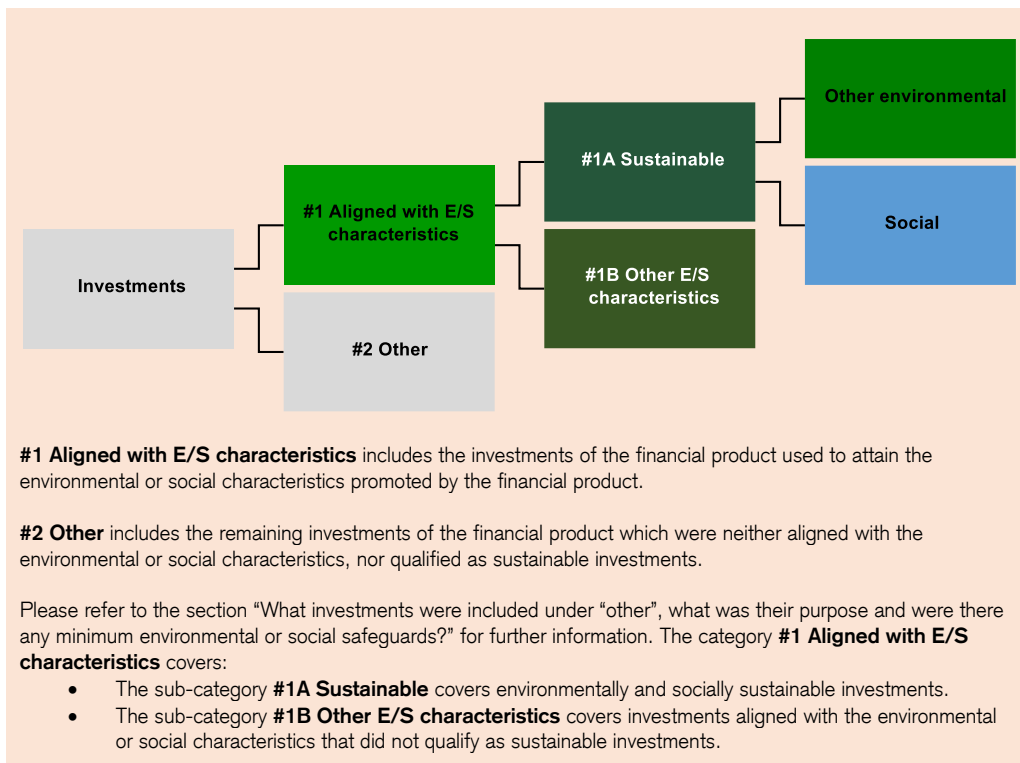 Other environmental
#1A Sustainable
#1 Aligned with E/S
characteristics
Social
#1B Other E/S
characteristics
Investments
#2 Other
#1 Aligned with E/S characteristics includes the investments of the financial product used to attain the
environmental or social characteristics promoted by the financial product.
#2 Other includes the remaining investments of the financial product which were neither aligned with the
environmental or social characteristics, nor qualified as sustainable investments.
Please refer to the section “What investments were included under “other”, what was their purpose and were there
any minimum environmental or social safeguards?” for further information. The category #1 Aligned with E/S
characteristics covers:
• The sub-category #1A Sustainable covers environmentally and socially sustainable investments.
• The sub-category #1B Other E/S characteristics covers investments aligned with the environmental
or social characteristics that did not qualify as sustainable investments.